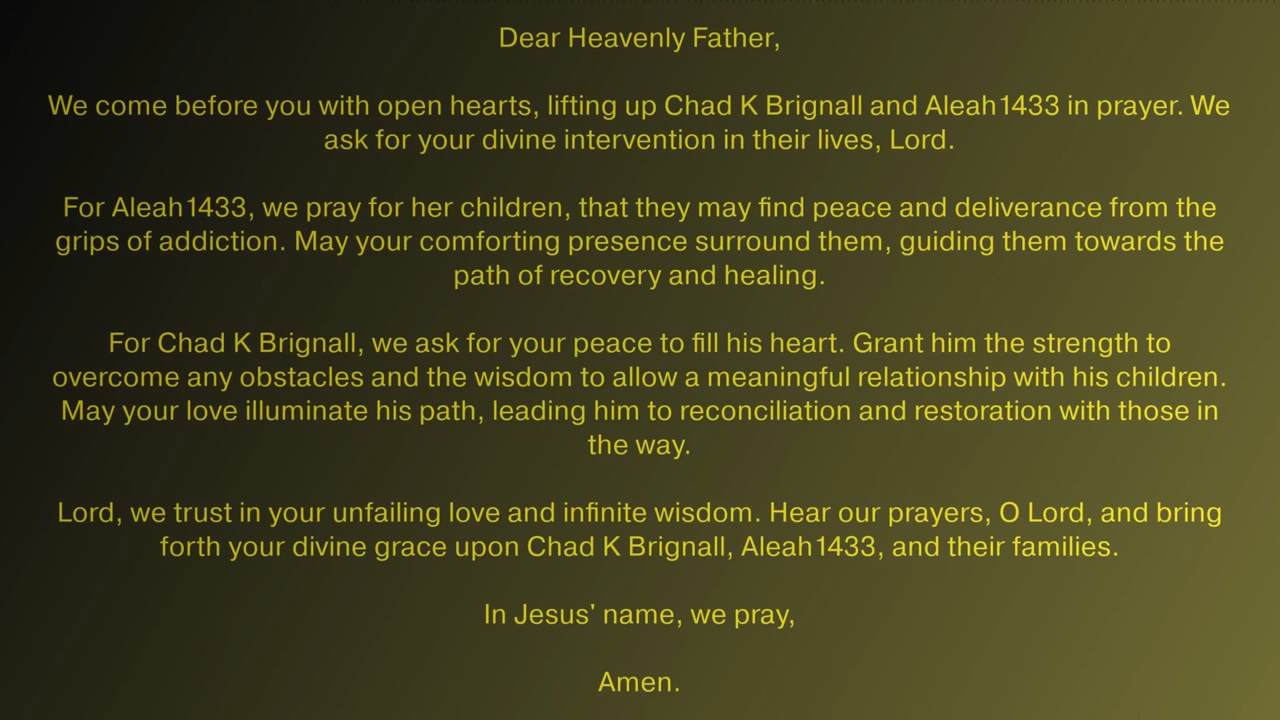 Dear Heavenly Father,
We come before you with open hearts, lifting up Chad K Brignall and Aleah1433 in prayer. We
ask for your divine intervention in their lives, Lord.
For Aleah1433, we pray for her children, that they may find peace and deliverance from the
grips of addiction. May your comforting presence surround them, guiding them towards the
path of recovery and healing.
For Chad K Brignall, we ask for your peace to fill his heart. Grant him the strength to
overcome any obstacles and the wisdom to allow a meaningful relationship with his children.
May your love illuminate his path, leading him to reconciliation and restoration with those in
the way.
Lord, we trust in your unfailing love and infinite wisdom. Hear our prayers, O Lord, and bring
forth your divine grace upon Chad K Brignall, Aleah1433, and their families.
In Jesus' name, we pray,
Amen.